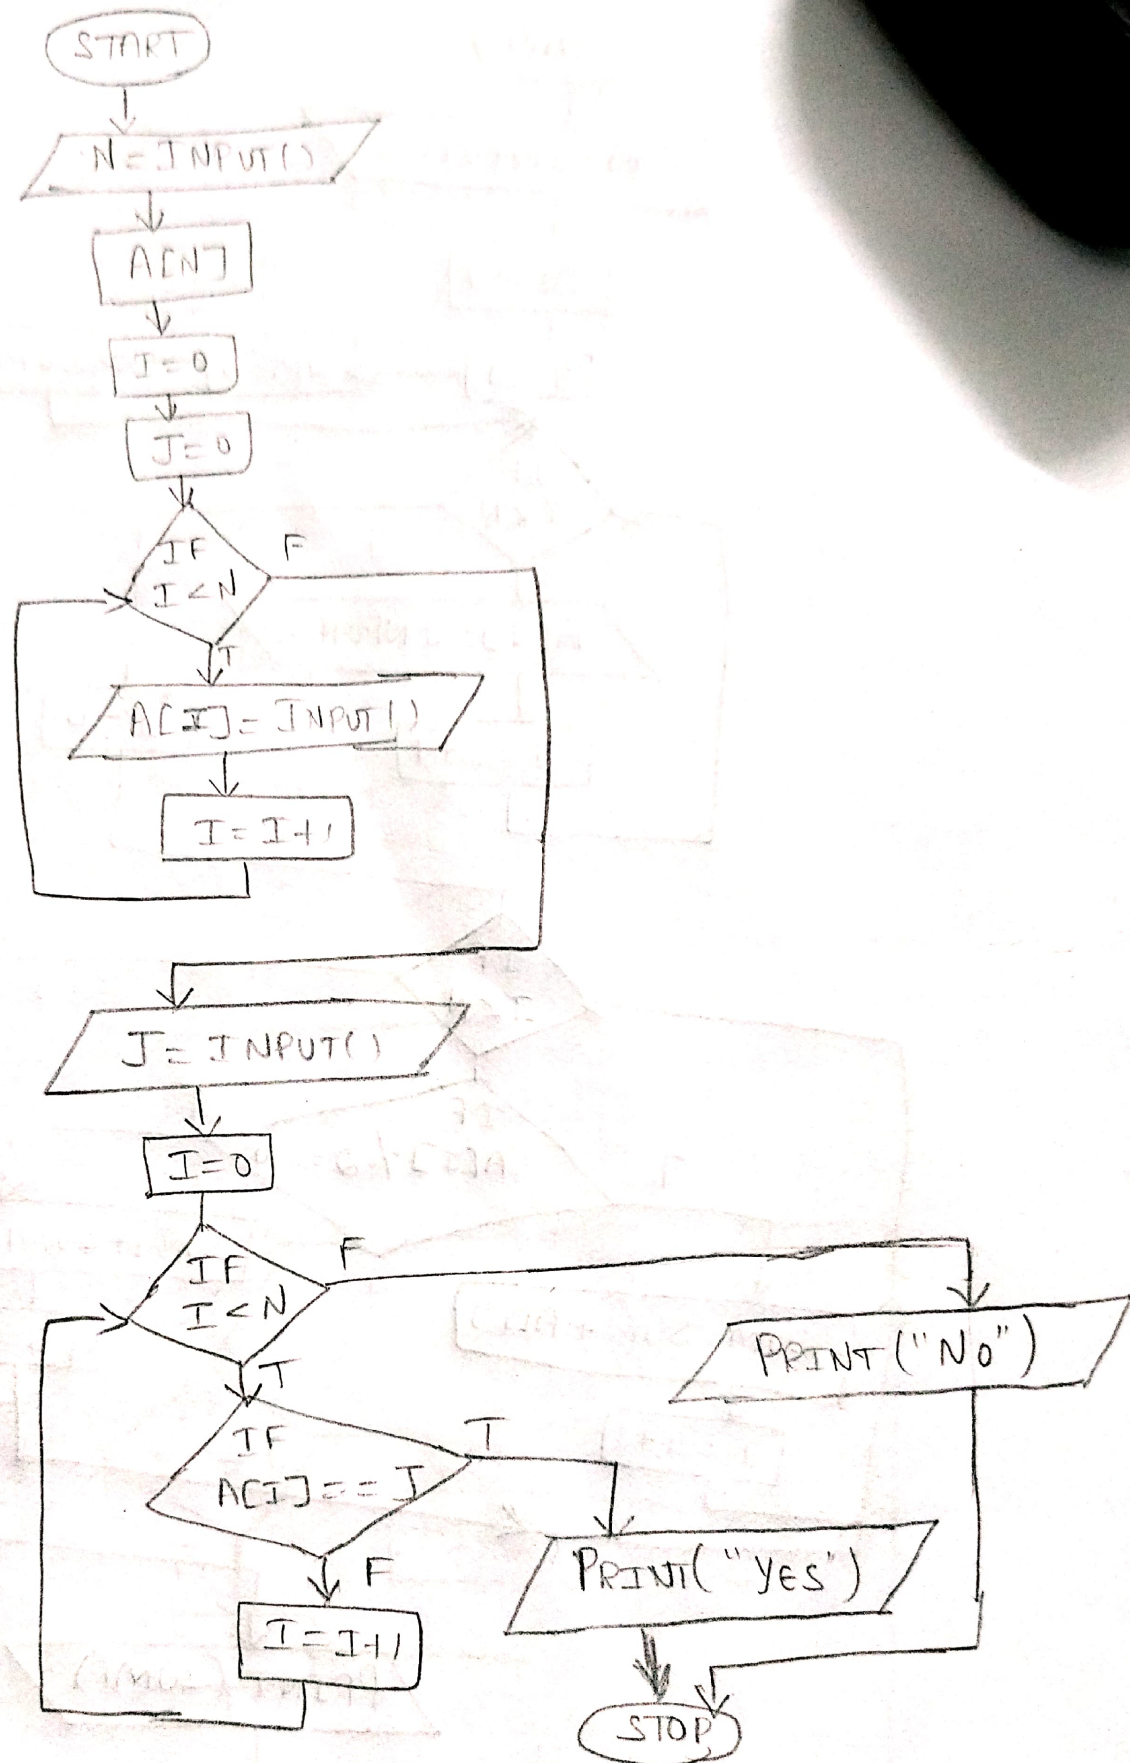 START
N=INPUT()
A[N]
I=0
J=0
IF
I<N
F
T
A[I]=INPUT()
I=I+1
J=INPUT()
I=0
IF
I<N
F
T
PRINT("No")
IF
A[I]==J
T
F
PRINT("YES")
I=I+1
STOP